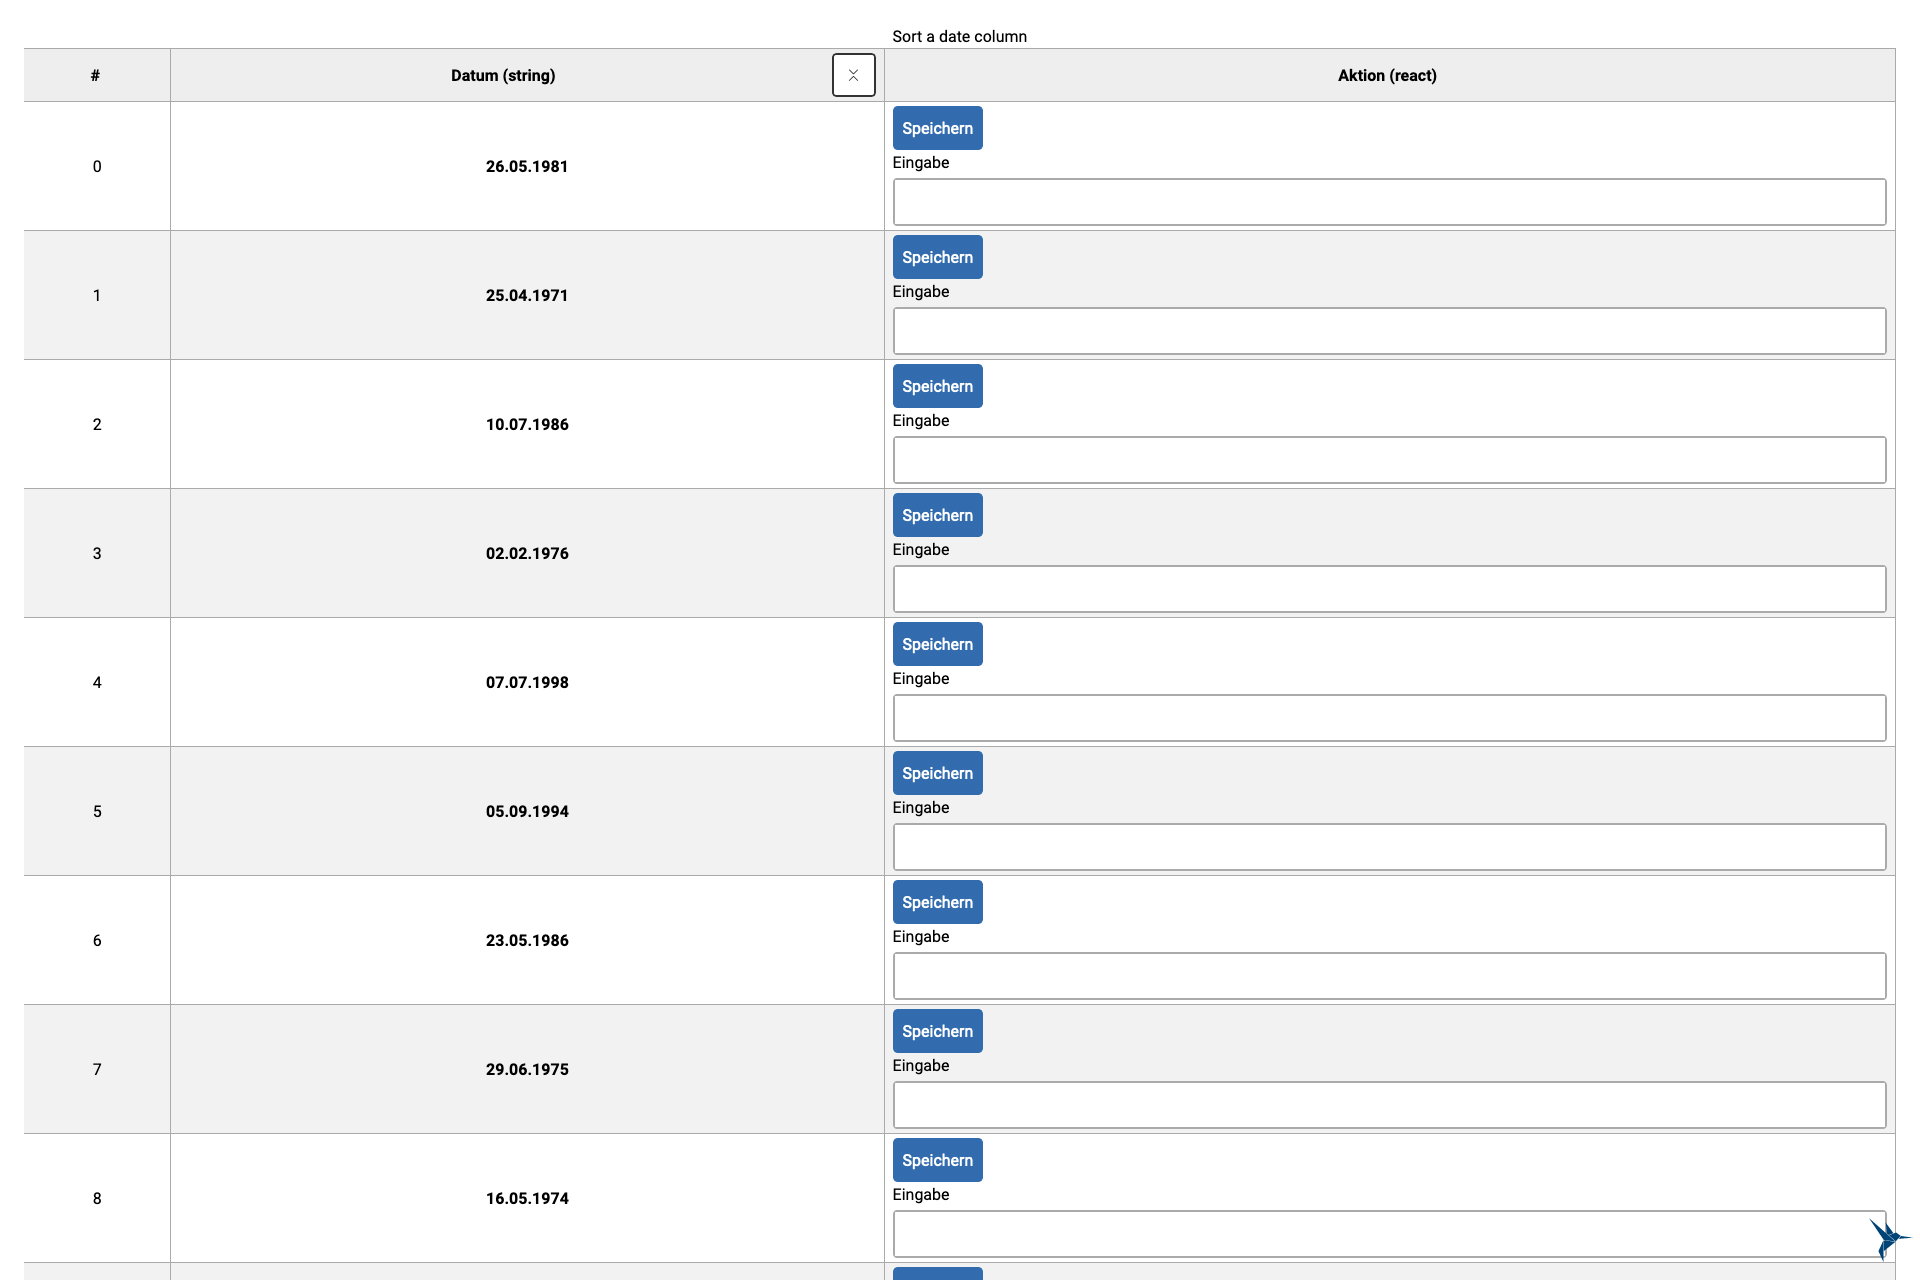 Sort a date column
# Datum (string) Aktion (react)
Speichern
0 26.05.1981 Eingabe
Speichern
1 25.04.1971 Eingabe
Speichern
2 10.07.1986 Eingabe
Speichern
3 02.02.1976 Eingabe
Speichern
4 07.07.1998 Eingabe
Speichern
5 05.09.1994 Eingabe
Speichern
6 23.05.1986 Eingabe
Speichern
7 29.06.1975 Eingabe
Speichern
8 16.05.1974 Eingabe